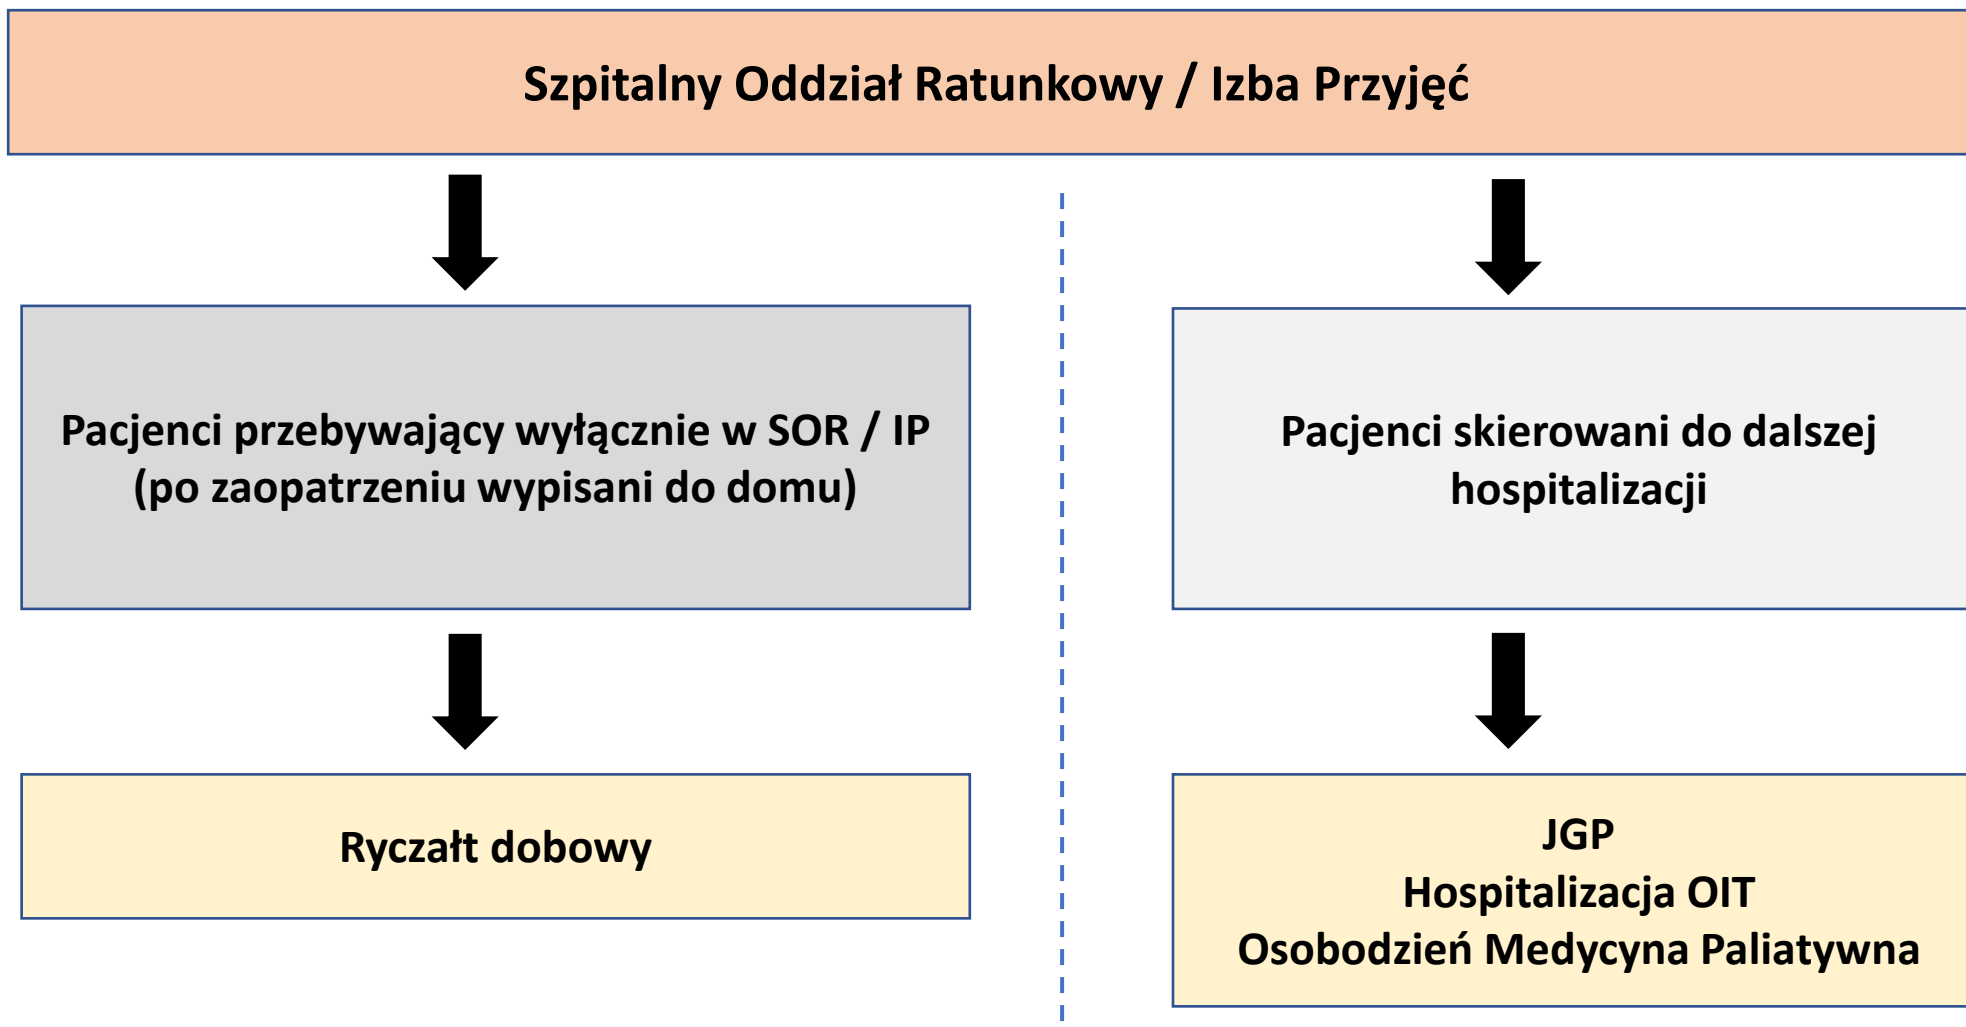 Szpitalny Oddział Ratunkowy / Izba Przyjęć
Pacjenci przebywający wyłącznie w SOR / IP
(po zaopatrzeniu wypisani do domu)
Pacjenci skierowani do dalszej
hospitalizacji
Ryczałt dobowy
JGP
Hospitalizacja OIT
Osobodzień Medycyna Paliatywna